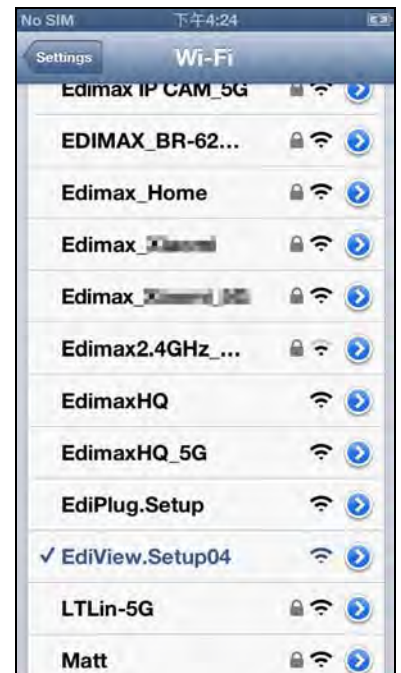 No SIM 下午4:24
Settings Wi-Fi
Edimax IP CAM_5G
EDIMAX_BR-62...
Edimax_Home
Edimax_
Edimax_
Edimax2.4GHz_...
EdimaxHQ
EdimaxHQ_5G
EdiPlug.Setup
EdiView.Setup04
LTLin-5G
Matt